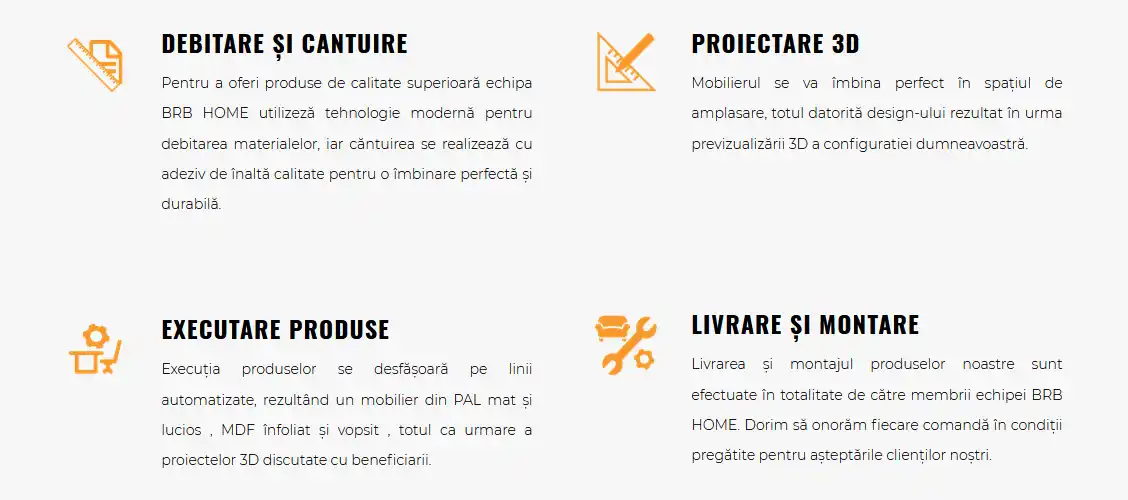 DEBITARE ȘI CANTUIRE
Pentru a oferi produse de calitate superioară echipa
BRB HOME utilizeză tehnologie modernă pentru
debitarea materialelor, iar căntuirea se realizează cu
adeziv de înaltă calitate pentru o îmbinare perfectă și
durabilă.
PROIECTARE 3D
Mobilierul se va îmbina perfect în spațiul de
amplasare, totul datorită design-ului rezultat în urma
previzualizării 3D a configuratiei dumneavoastră.
EXECUTARE PRODUSE
Execuția produselor se desfășoară pe linii
automatizate, rezultând un mobilier din PAL mat și
lucios , MDF înfoliat și vopsit , totul ca urmare a
proiectelor 3D discutate cu beneficiarii.
LIVRARE ȘI MONTARE
Livrarea și montajul produselor noastre sunt
efectuate în totalitate de către membrii echipei BRB
HOME. Dorim să onorăm fiecare comandă în condiții
pregătite pentru așteptările clienților noștri.